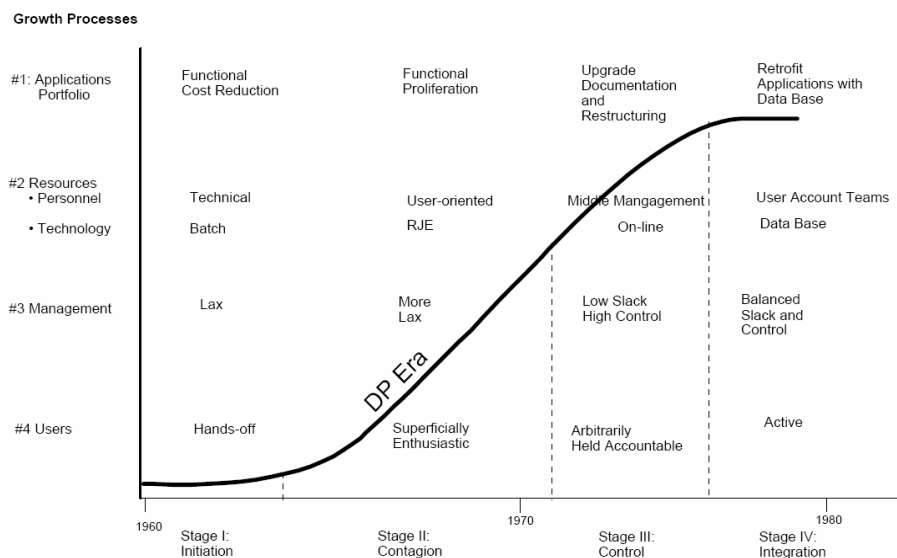 Growth Processes
#1: Applications
Portfolio
Functional
Cost Reduction
Functional
Proliferation
Upgrade
Documentation
and
Restructuring
Retrofit
Applications with
Data Base
#2 Resources
• Personnel
Technical
User-oriented
Middle Mangagement
User Account Teams
• Technology
Batch
RJE
On-line
Data Base
#3 Management
Lax
More
Lax
Low Slack
High Control
Balanced
Slack and
Control
DP Era
#4 Users
Hands-off
Superficially
Enthusiastic
Arbitrarily
Held Accountable
Active
1960
1970
1980
Stage I:
Initiation
Stage II:
Contagion
Stage III:
Control
Stage IV:
Integration